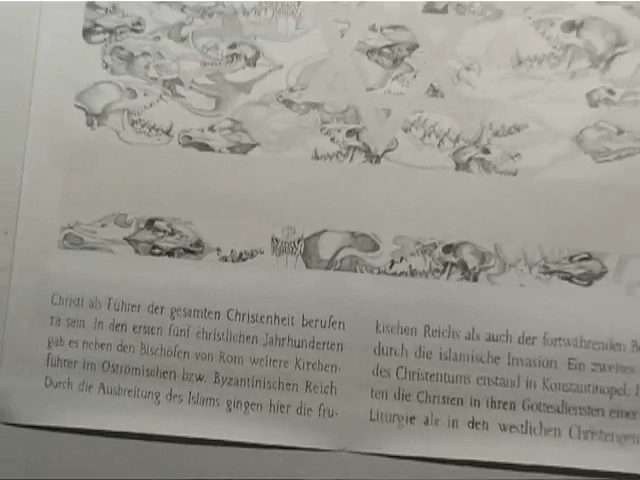 Christi als Führer der gesamten Christenheit berufen
zu sein. In den ersten fünf christlichen Jahrhunderten
gab es neben den Bischöfen von Rom weitere Kirchen-
führer im Oströmischen bzw. Byzantinischen Reich
Durch die Ausbreitung des Islams gingen hier die frü-
kischen Reichs als auch der fortwährenden
durch die islamische Invasion. Ein zweites
des Christentums enstand in Konstantinopel;
ten die Christen in ihren Gottesdiensten einer
Liturgie als in den westlichen